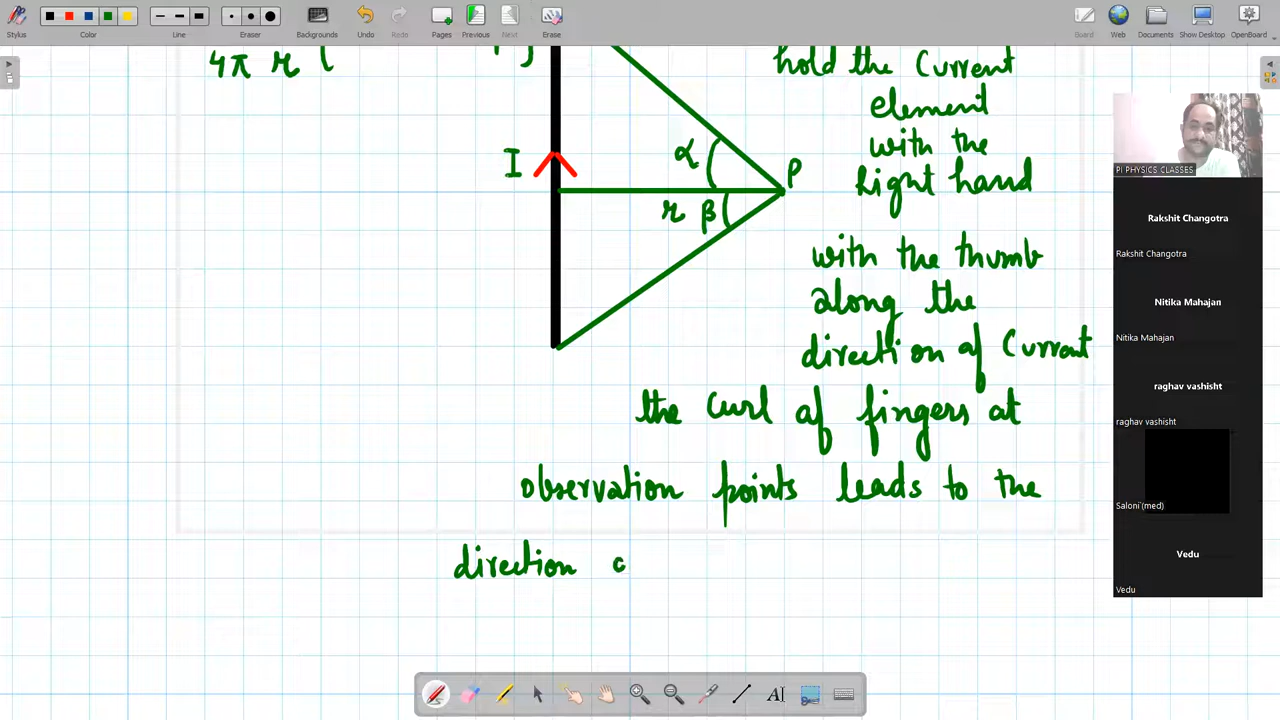 Stylus
Color
Line
Eraser
Backgrounds
Undo
Redo
Pages
Previous
Next
Erase
Board
Web
Documents
Show Desktop
OpenBoard
4π r (
hold the Current
element
with the
Right hand
I
α
P
r β
with the thumb
along the
direction of Current
the curl of fingers at
observation points leads to the
direction o
PI PHYSICS CLASSES
Rakshit Changotra
Rakshit Changotra
Nitika Mahajan
Nitika Mahajan
raghav vashisht
raghav vashisht
Saloni (med)
Vedu
Vedu